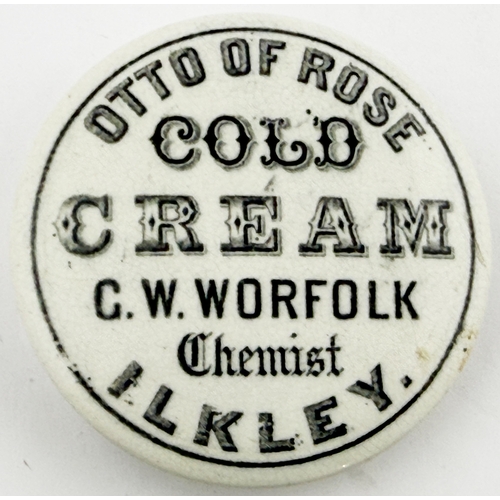 OTTO OF ROSE
COLD
CREAM
C. W. WORFOLK
Chemist
ILKLEY.